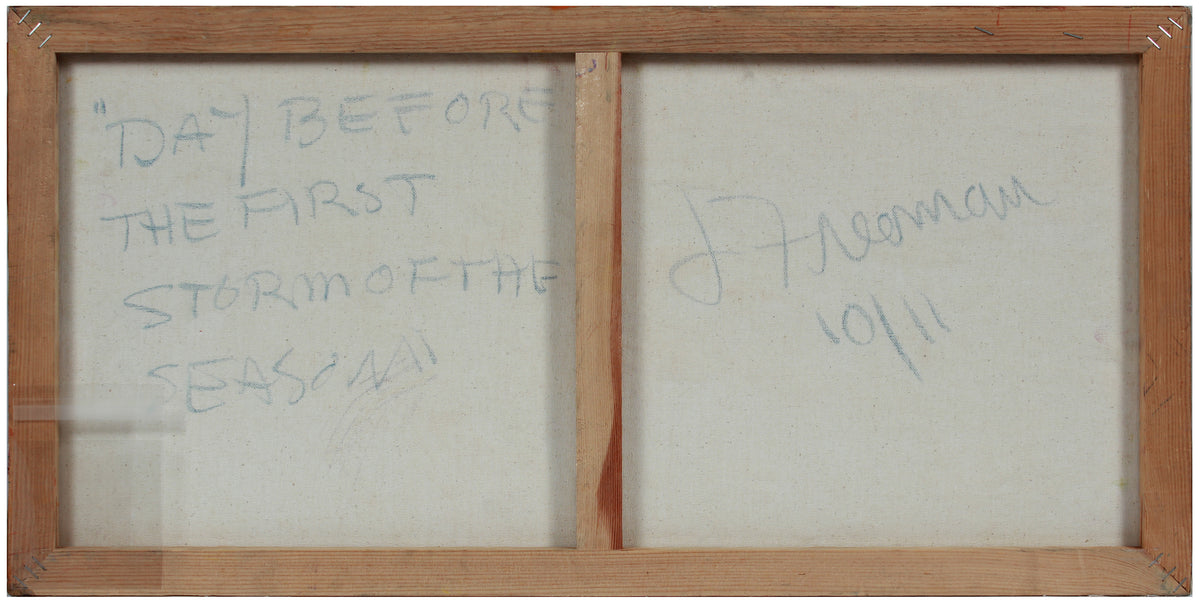 "DAY BEFORE
THE FIRST
STORM OF THE
SEASON"
J Freeman
10/11